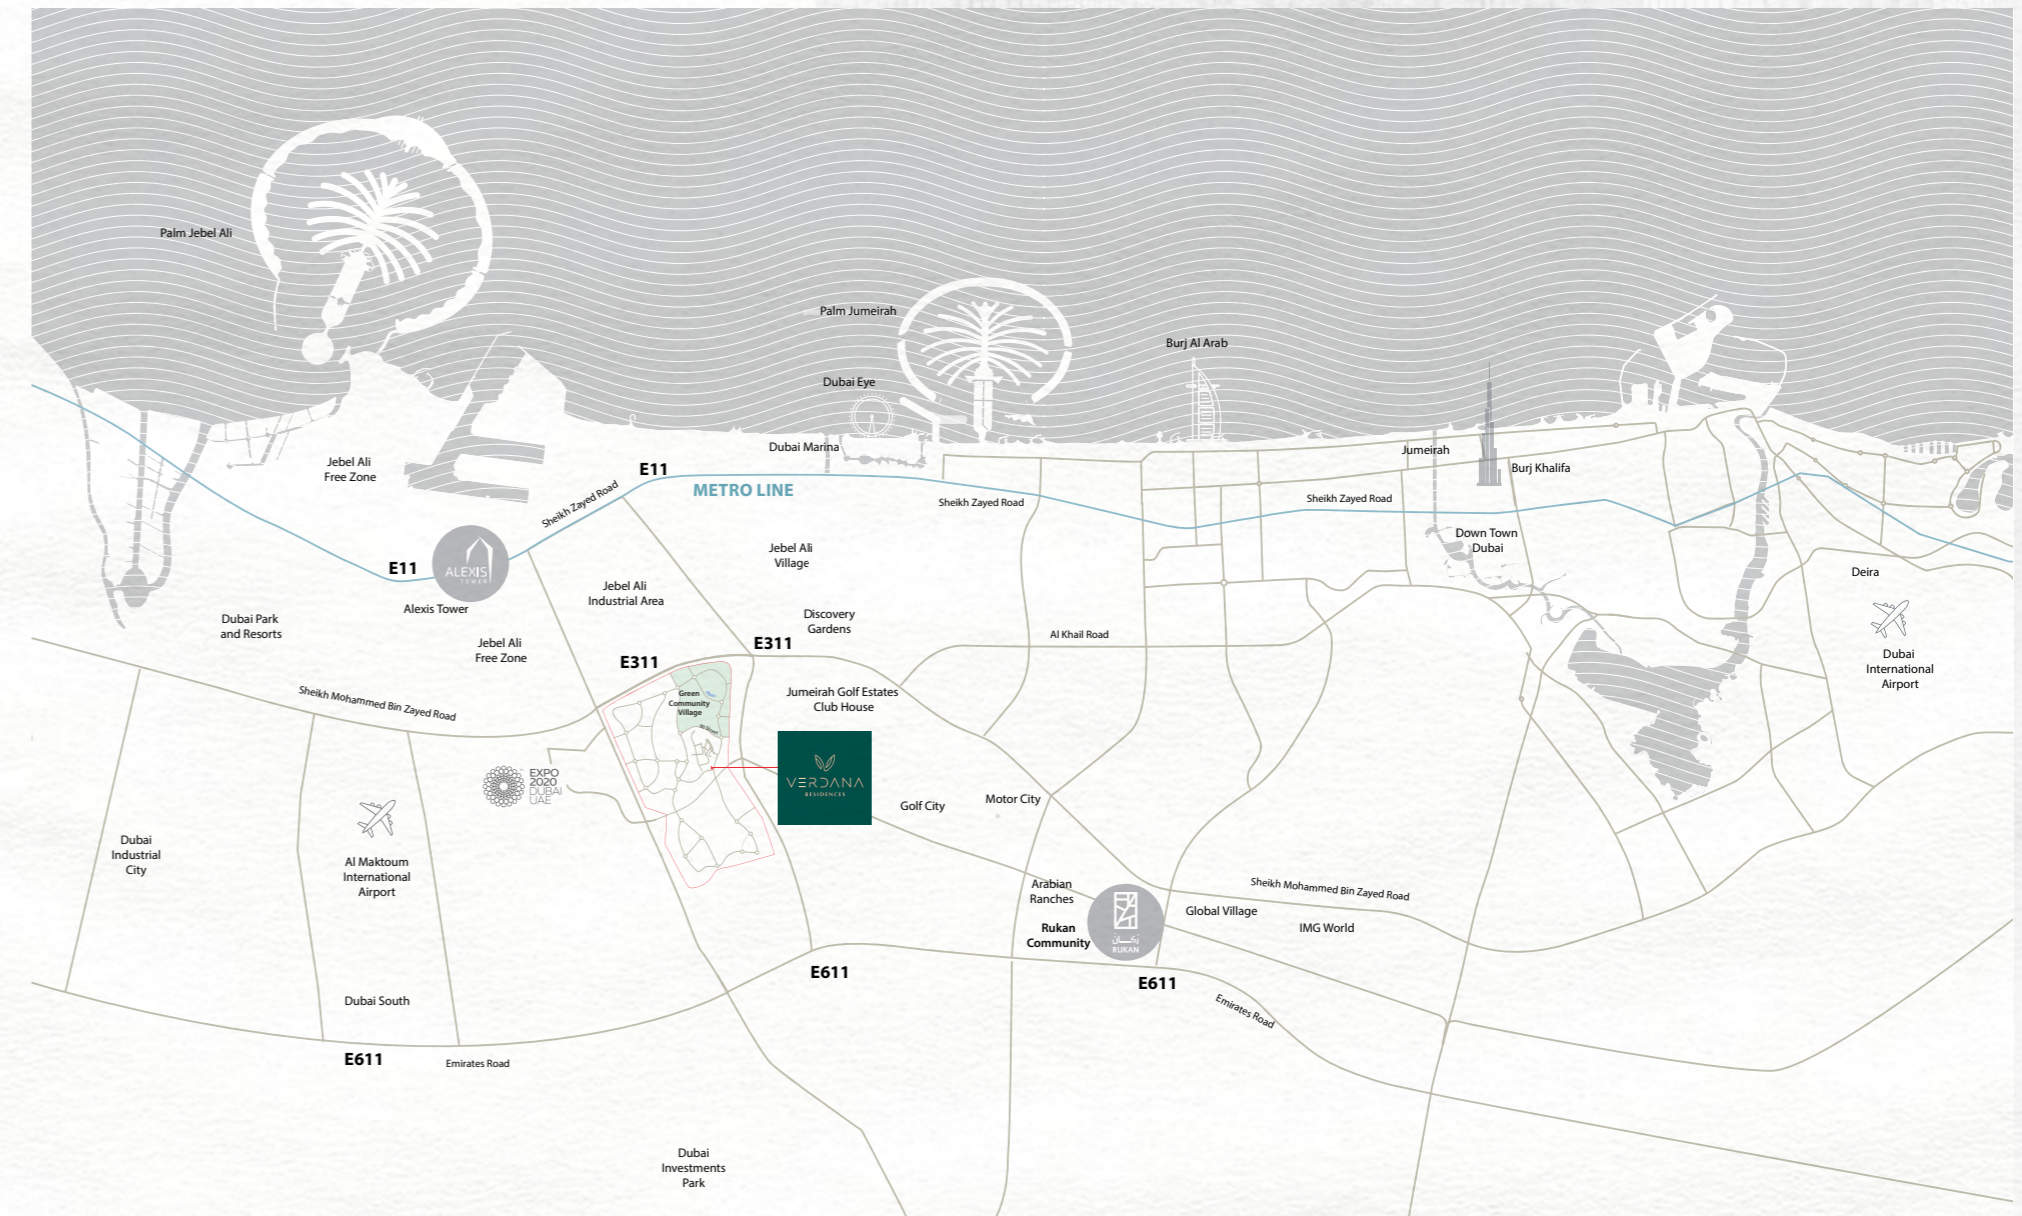 Palm Jebel Ali
Palm Jumeirah
Burj Al Arab
Dubai Eye
Dubai Marina
Jumeirah
Burj Khalifa
Jebel Ali
Free Zone
E11
METRO LINE
Sheikh Zayed Road
Sheikh Zayed Road
Sheikh Zayed Road
Down Town
Dubai
Jebel Ali
Village
E11
ALEXIS
TOWER
Alexis Tower
Jebel Ali
Industrial Area
Deira
Dubai Park
and Resorts
Discovery
Gardens
Al Khail Road
Jebel Ali
Free Zone
E311
E311
Dubai
International
Airport
Sheikh Mohammed Bin Zayed Road
Green
Community
Village
Jumeirah Golf Estates
Club House
VERDANA
RESIDENCES
EXPO
2020
DUBAI
UAE
Golf City
Motor City
Dubai
Industrial
City
Al Maktoum
International
Airport
Arabian
Ranches
Rukan
Community
ركــان
RUKAN
Sheikh Mohammed Bin Zayed Road
Global Village
IMG World
E611
E611
Emirates Road
Dubai South
E611
Emirates Road
Dubai
Investments
Park